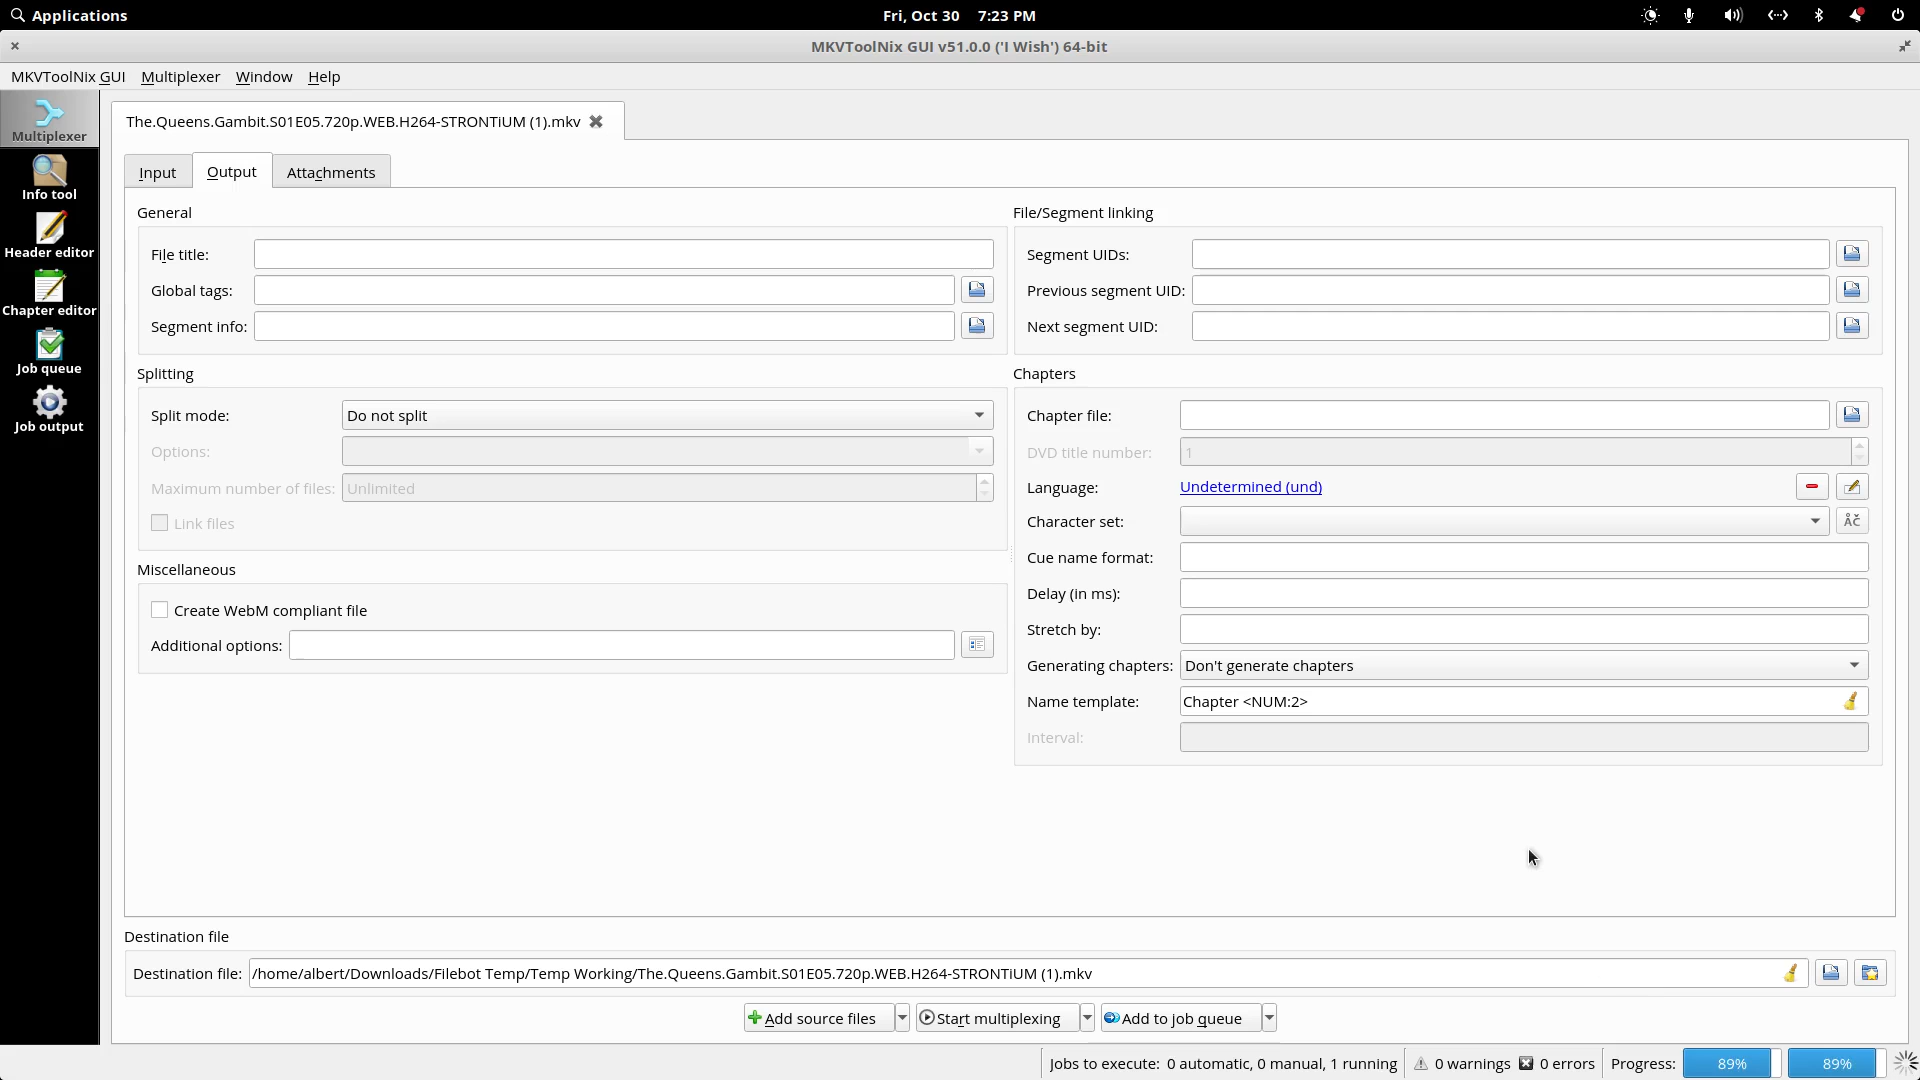 Applications
Fri, Oct 30 7:23 PM
MKVToolNix GUI v51.0.0 ('I Wish') 64-bit
MKVToolNix GUI Multiplexer Window Help
Multiplexer
Info tool
Header editor
Chapter editor
Job queue
Job output
The.Queens.Gambit.S01E05.720p.WEB.H264-STRONTiUM (1).mkv
Input Output Attachments
General
File title:
Global tags:
Segment info:
Splitting
Split mode: Do not split
Options:
Maximum number of files: Unlimited
Link files
Miscellaneous
Create WebM compliant file
Additional options:
File/Segment linking
Segment UIDs:
Previous segment UID:
Next segment UID:
Chapters
Chapter file:
DVD title number: 1
Language: Undetermined (und)
Character set: ÅČ
Cue name format:
Delay (in ms):
Stretch by:
Generating chapters: Don't generate chapters
Name template: Chapter <NUM:2>
Interval:
Destination file
Destination file: /home/albert/Downloads/Filebot Temp/Temp Working/The.Queens.Gambit.S01E05.720p.WEB.H264-STRONTiUM (1).mkv
Add source files Start multiplexing Add to job queue
Jobs to execute: 0 automatic, 0 manual, 1 running 0 warnings 0 errors Progress: 89% 89%